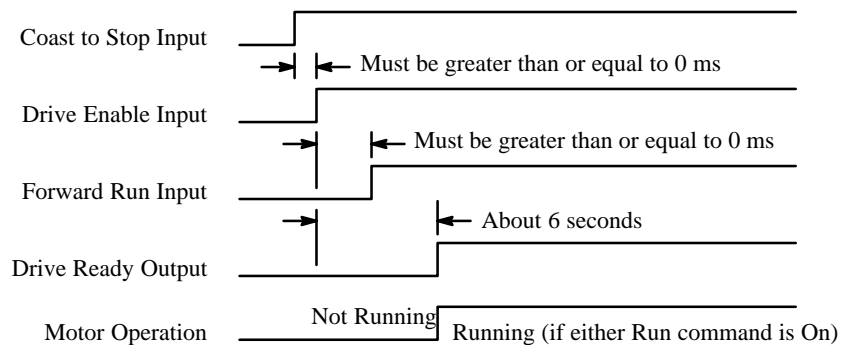 Coast to Stop Input
Must be greater than or equal to 0 ms
Drive Enable Input
Must be greater than or equal to 0 ms
Forward Run Input
About 6 seconds
Drive Ready Output
Not Running
Motor Operation
Running (if either Run command is On)